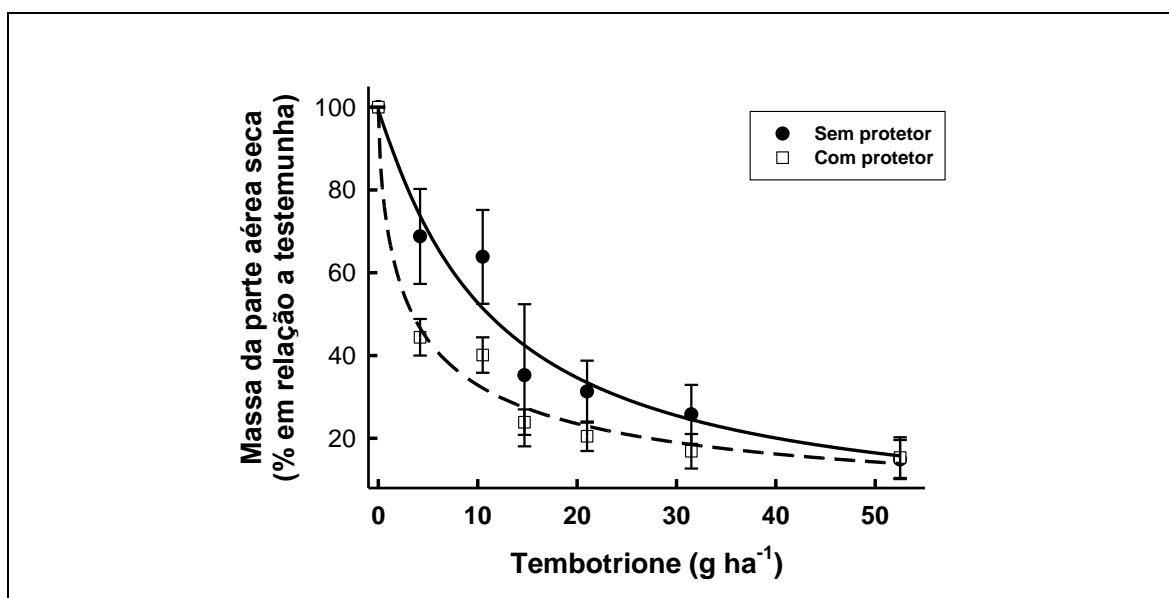 Massa da parte aérea seca
(% em relação a testemunha)
100
80
60
40
20
Sem protetor
Com protetor
0 10 20 30 40 50
Tembotrione (g ha⁻¹)